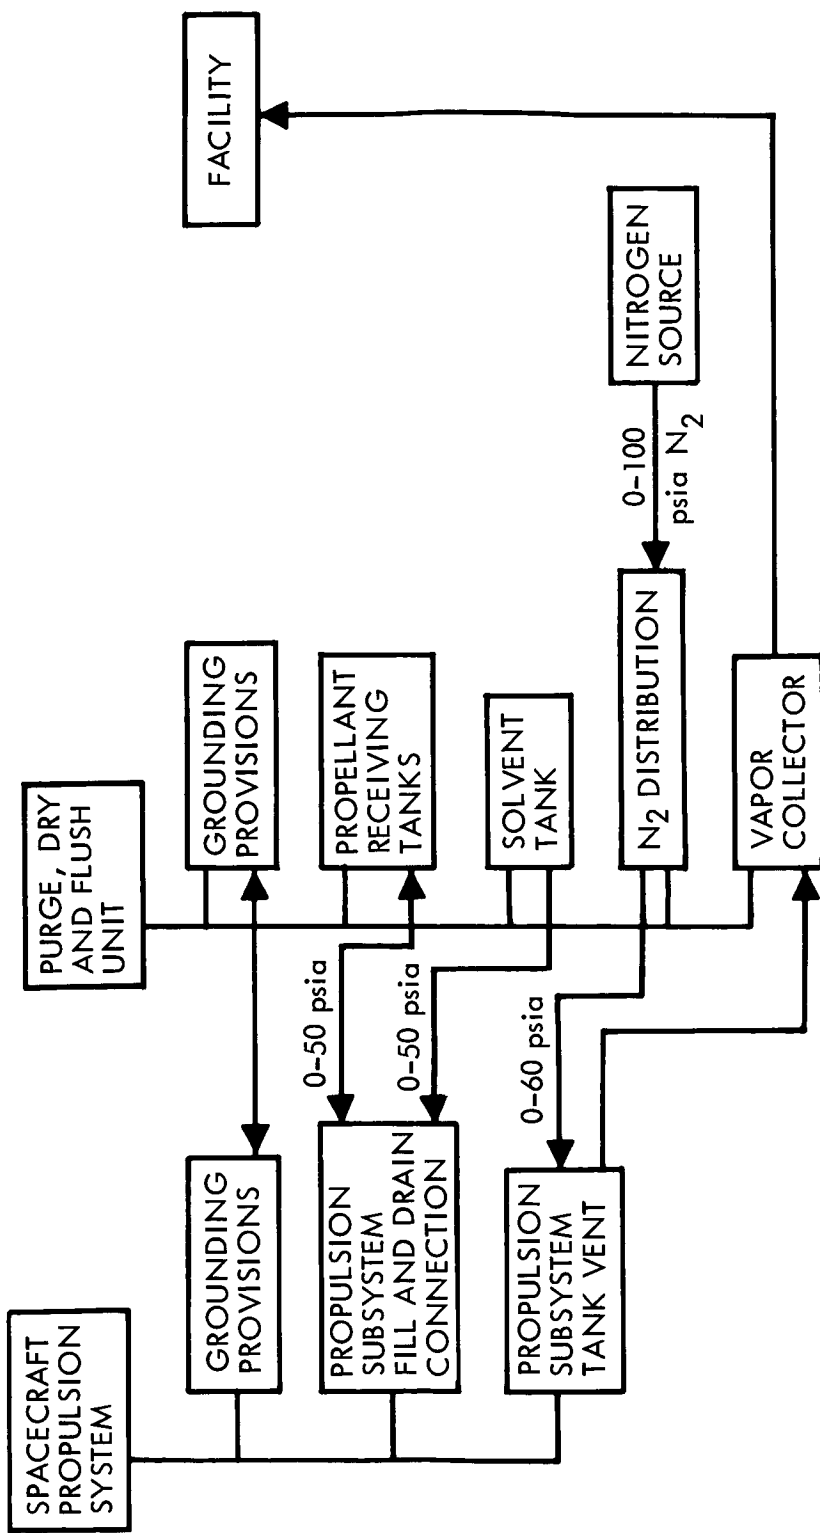 SPACECRAFT
PROPULSION
SYSTEM
GROUNDING
PROVISIONS
PROPULSION
SUBSYSTEM
FILL AND DRAIN
CONNECTION
PROPULSION
SUBSYSTEM
TANK VENT
0-50 psia
0-50 psia
0-60 psia
PURGE, DRY
AND FLUSH
UNIT
GROUNDING
PROVISIONS
PROPELLANT
RECEIVING
TANKS
SOLVENT
TANK
N2 DISTRIBUTION
VAPOR
COLLECTOR
0-100
psia N2
NITROGEN
SOURCE
FACILITY